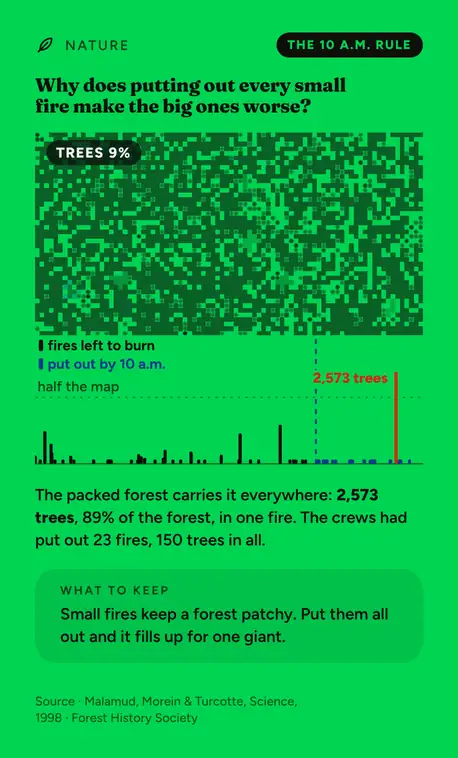 NATURE
THE 10 A.M. RULE
Why does putting out every small
fire make the big ones worse?
TREES 9%
fires left to burn
put out by 10 a.m.
2,573 trees
half the map
The packed forest carries it everywhere: 2,573
trees, 89% of the forest, in one fire. The crews had
put out 23 fires, 150 trees in all.
WHAT TO KEEP
Small fires keep a forest patchy. Put them all
out and it fills up for one giant.
Source · Malamud, Morein & Turcotte, Science,
1998 · Forest History Society